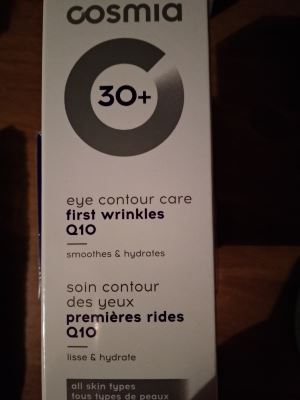 cosmia
30+
eye contour care
first wrinkles
Q10
smoothes & hydrates
soin contour
des yeux
premières rides
Q10
lisse & hydrate
all skin types
tous types de peaux